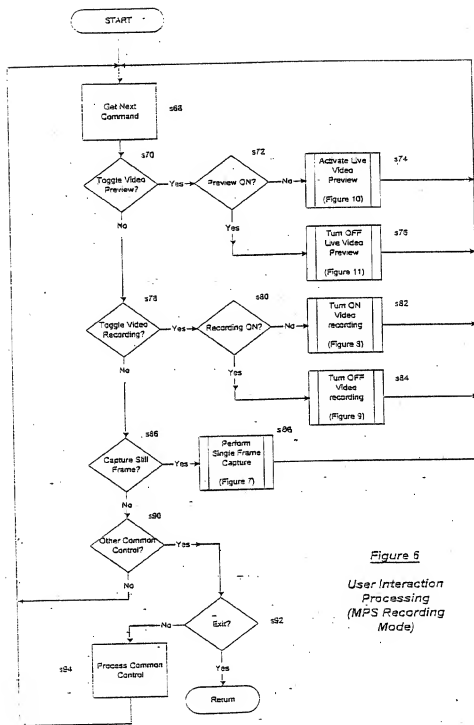 START
Get Next
Command
s68
s70
Toggle Video
Preview?
Yes
No
s72
Preview ON?
No
Yes
Activate Live
Video
Preview
(Figure 10)
s74
Turn OFF
Live Video
Preview
(Figure 11)
s76
s78
Toggle Video
Recording?
Yes
No
s80
Recording ON?
No
Yes
Turn ON
Video
recording
(Figure 8)
s82
Turn OFF
Video
recording
(Figure 9)
s84
s86
Capture Still
Frame?
Yes
No
Perform
Single Frame
Capture
(Figure 7)
s90
Other Common
Control?
Yes
No
Exit?
s92
No
Yes
s94
Process Common
Control
Return
Figure 6
User Interaction
Processing
(MPS Recording
Mode)